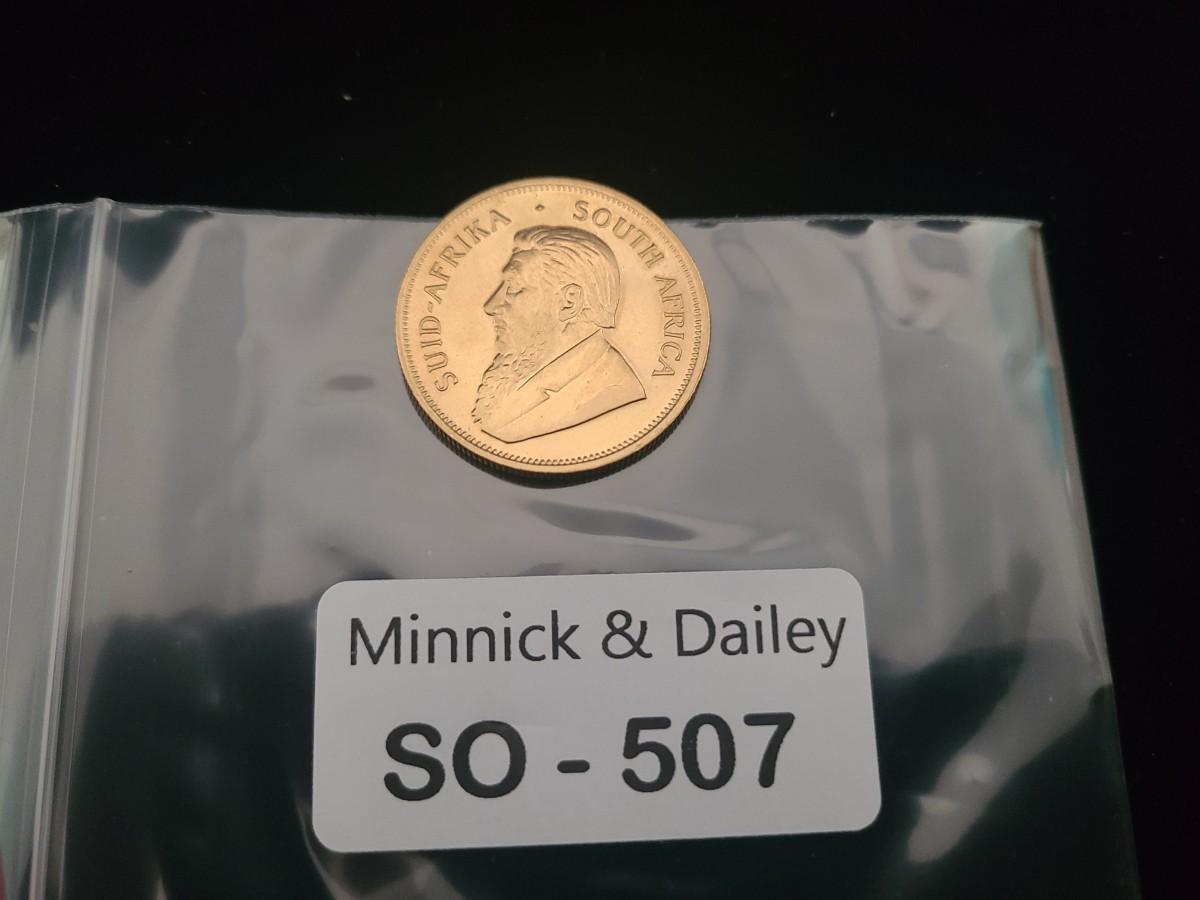 SUID-AFRIKA · SOUTH AFRICA
Minnick & Dailey
SO - 507